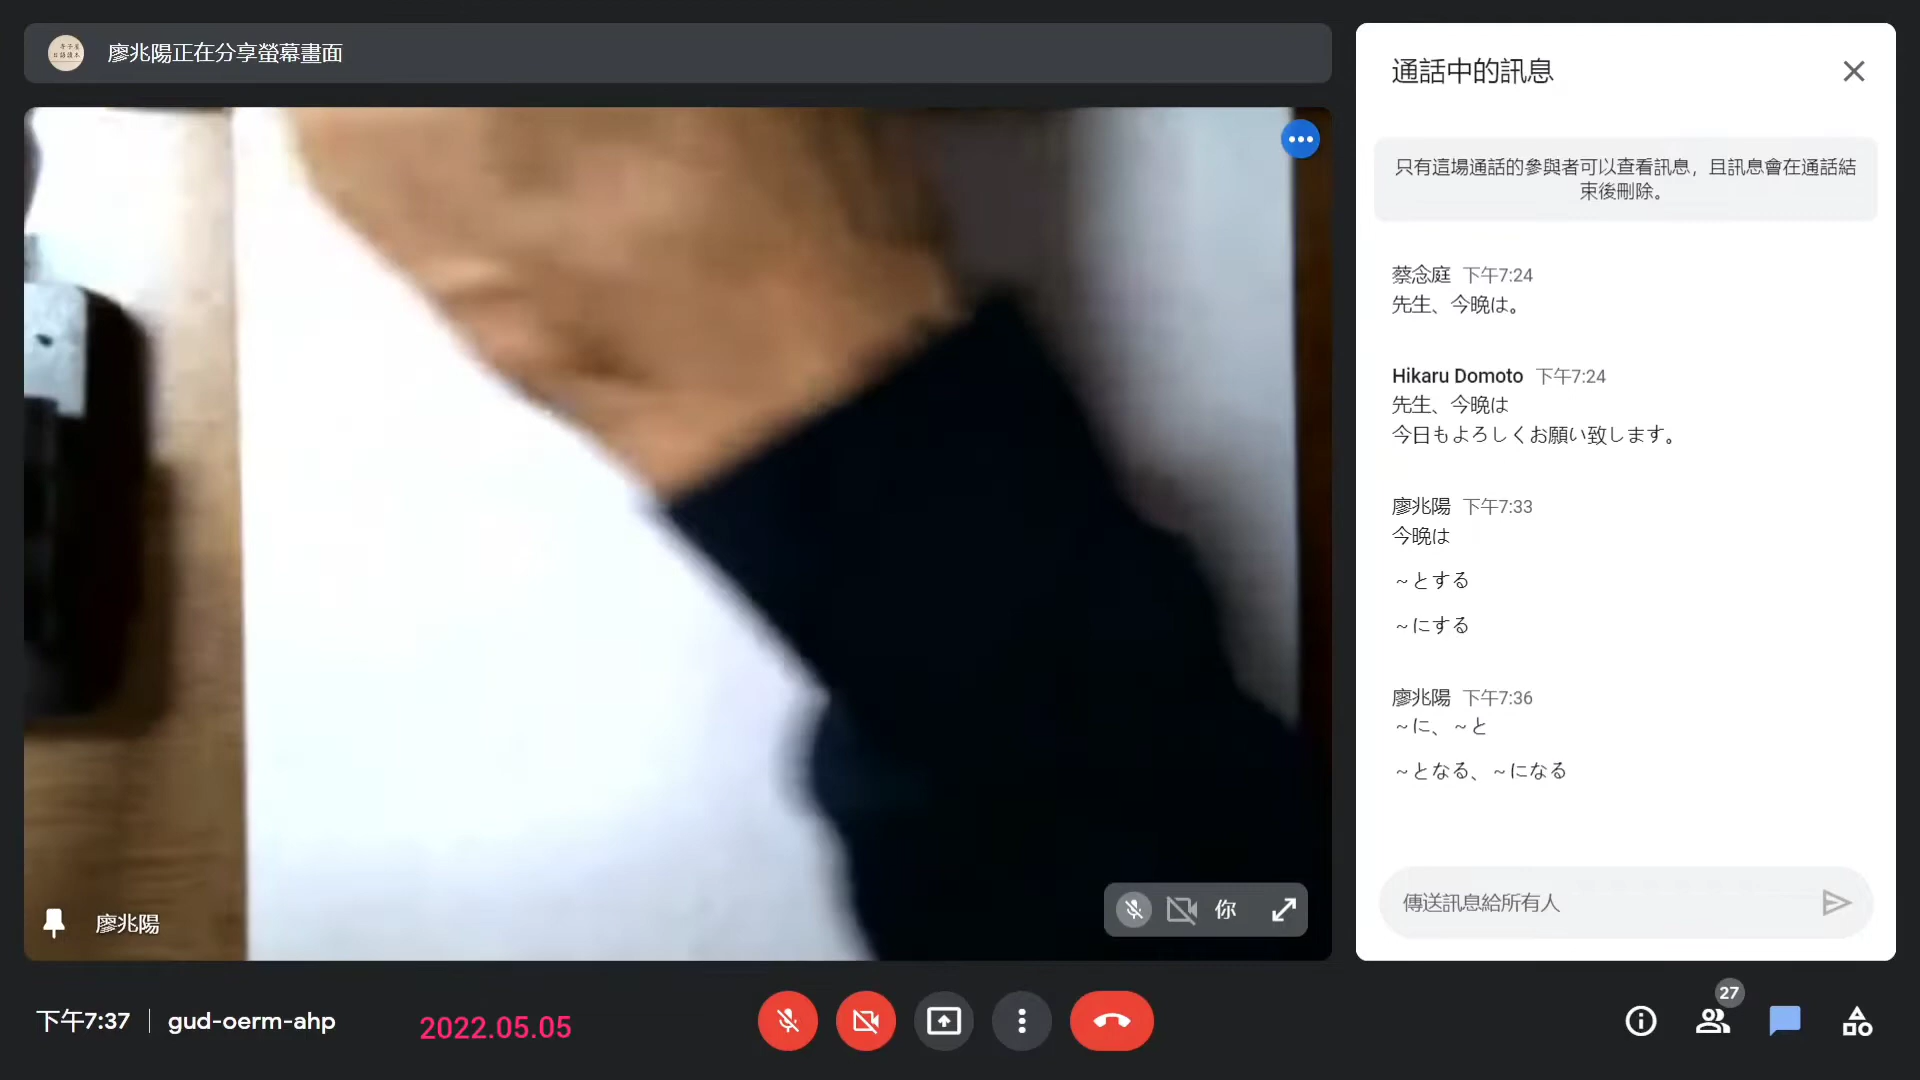 廖兆陽正在分享螢幕畫面
廖兆陽
你
通話中的訊息
只有這場通話的參與者可以查看訊息，且訊息會在通話結
束後刪除。
蔡念庭 下午7:24
先生、今晩は。
Hikaru Domoto 下午7:24
先生、今晩は
今日もよろしくお願い致します。
廖兆陽 下午7:33
今晩は
～とする
～にする
廖兆陽 下午7:36
～に、～と
～となる、～になる
傳送訊息給所有人
下午7:37 | gud-oerm-ahp
2022.05.05
27